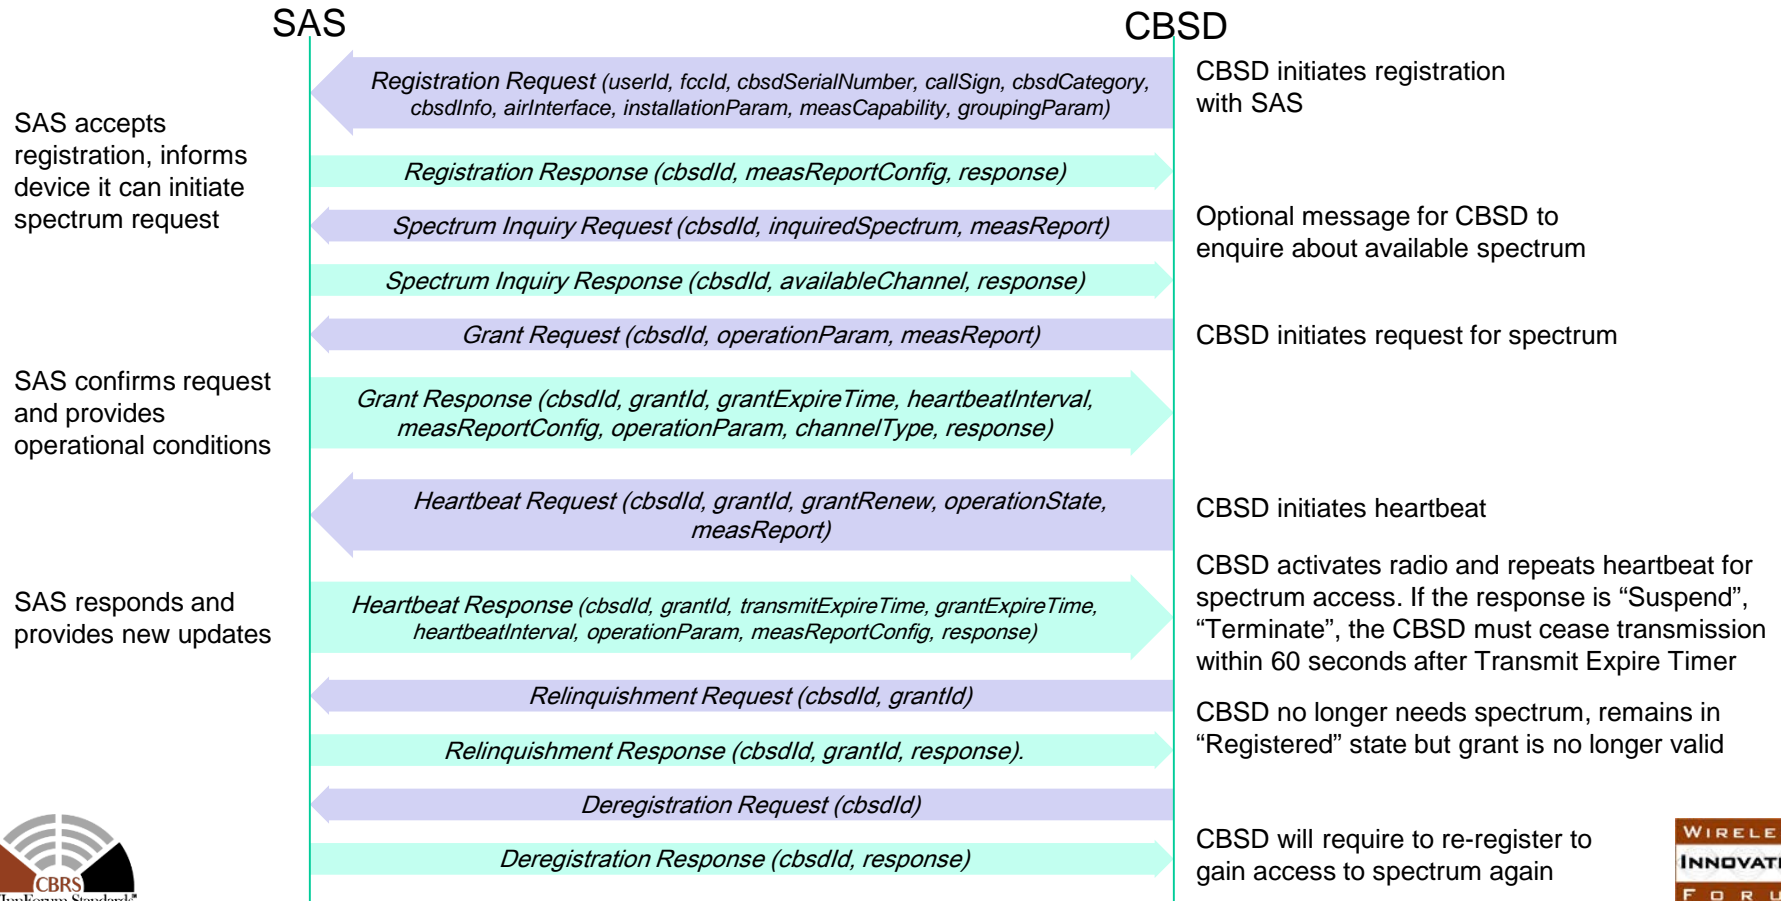 SAS
CBSD
Registration Request (userId, fccId, cbsdSerialNumber, callSign, cbsdCategory,
cbsdInfo, airInterface, installationParam, measCapability, groupingParam)
CBSD initiates registration
with SAS
SAS accepts
registration, informs
device it can initiate
spectrum request
Registration Response (cbsdId, measReportConfig, response)
Spectrum Inquiry Request (cbsdId, inquiredSpectrum, measReport)
Optional message for CBSD to
enquire about available spectrum
Spectrum Inquiry Response (cbsdId, availableChannel, response)
Grant Request (cbsdId, operationParam, measReport)
CBSD initiates request for spectrum
SAS confirms request
and provides
operational conditions
Grant Response (cbsdId, grantId, grantExpireTime, heartbeatInterval,
measReportConfig, operationParam, channelType, response)
Heartbeat Request (cbsdId, grantId, grantRenew, operationState,
measReport)
CBSD initiates heartbeat
SAS responds and
provides new updates
Heartbeat Response (cbsdId, grantId, transmitExpireTime, grantExpireTime,
heartbeatInterval, operationParam, measReportConfig, response)
CBSD activates radio and repeats heartbeat for
spectrum access. If the response is “Suspend”,
“Terminate”, the CBSD must cease transmission
within 60 seconds after Transmit Expire Timer
Relinquishment Request (cbsdId, grantId)
CBSD no longer needs spectrum, remains in
“Registered” state but grant is no longer valid
Relinquishment Response (cbsdId, grantId, response).
Deregistration Request (cbsdId)
Deregistration Response (cbsdId, response)
CBSD will require to re-register to
gain access to spectrum again
CBRS
Standards